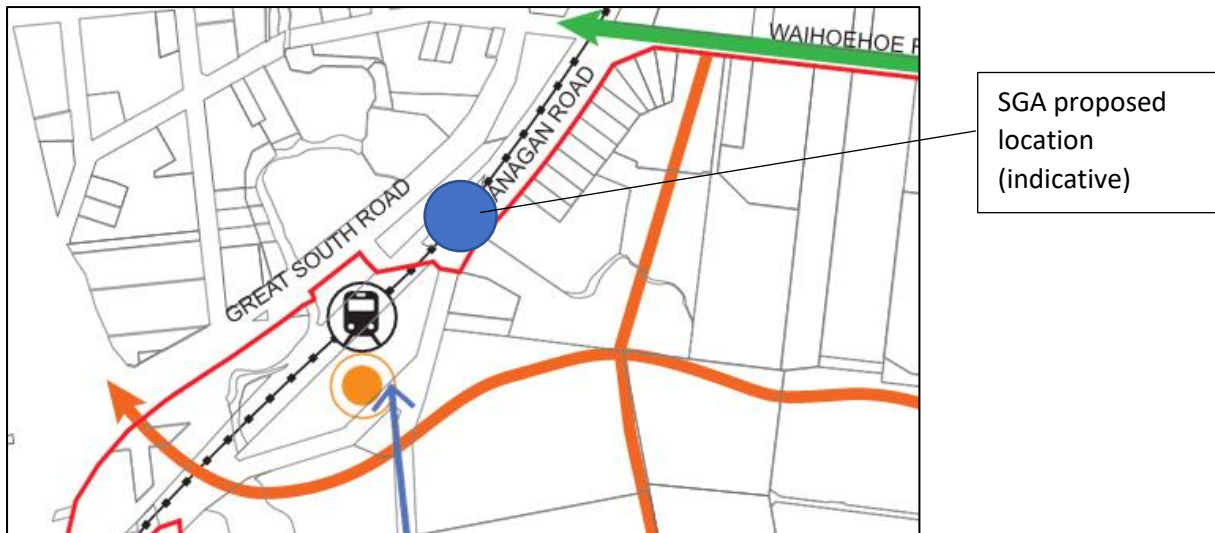 WAIHOEHOE
ANAGAN ROAD
GREAT SOUTH ROAD
SGA proposed
location
(indicative)